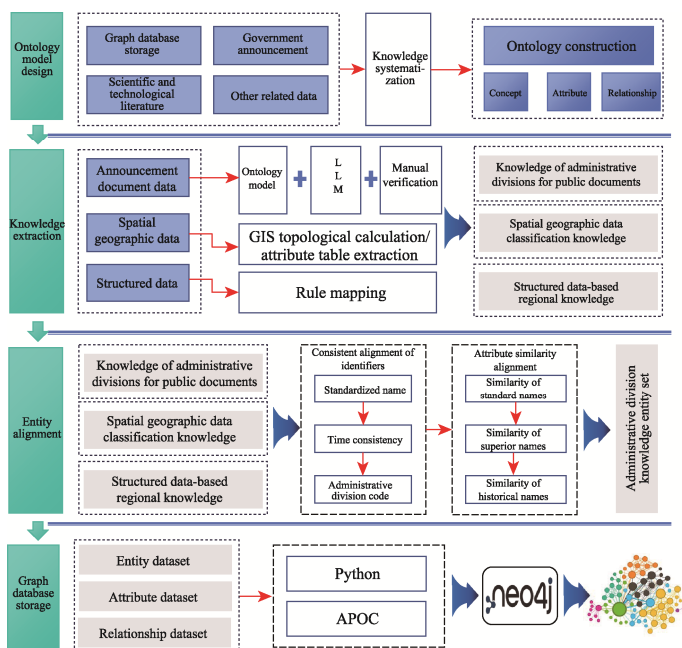 Ontology
model
design
Graph database
storage
Government
announcement
Scientific and
technological
literature
Other related data
Knowledge
systemati-
zation
Ontology construction
Concept
Attribute
Relationship
Knowledge
extraction
Announcement
document data
Ontology
model
L
L
M
Manual
verification
Spatial
geographic data
GIS topological calculation/
attribute table extraction
Structured data
Rule mapping
Knowledge of administrative
divisions for public documents
Spatial geographic data
classification knowledge
Structured data-based
regional knowledge
Entity
alignment
Knowledge of administrative
divisions for public documents
Spatial geographic data
classification knowledge
Structured data-based
regional knowledge
Consistent alignment of
identifiers
Standardized name
Time consistency
Administrative
division code
Attribute similarity
alignment
Similarity of
standard names
Similarity of
superior names
Similarity of
historical names
Administrative division
knowledge entity set
Graph
database
storage
Entity dataset
Attribute dataset
Relationship dataset
Python
APOC
neo4j